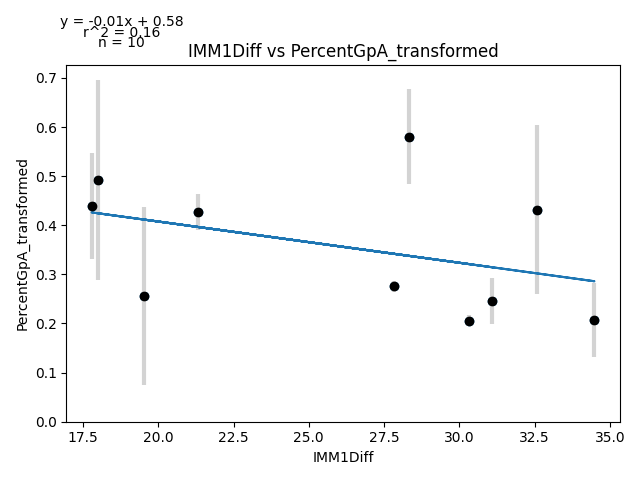 y = -0.01x + 0.58
r^2 = 0.16
n = 10
IMM1Diff vs PercentGpA_transformed
PercentGpA_transformed
0.7
0.6
0.5
0.4
0.3
0.2
0.1
0.0
17.5 20.0 22.5 25.0 27.5 30.0 32.5 35.0
IMM1Diff